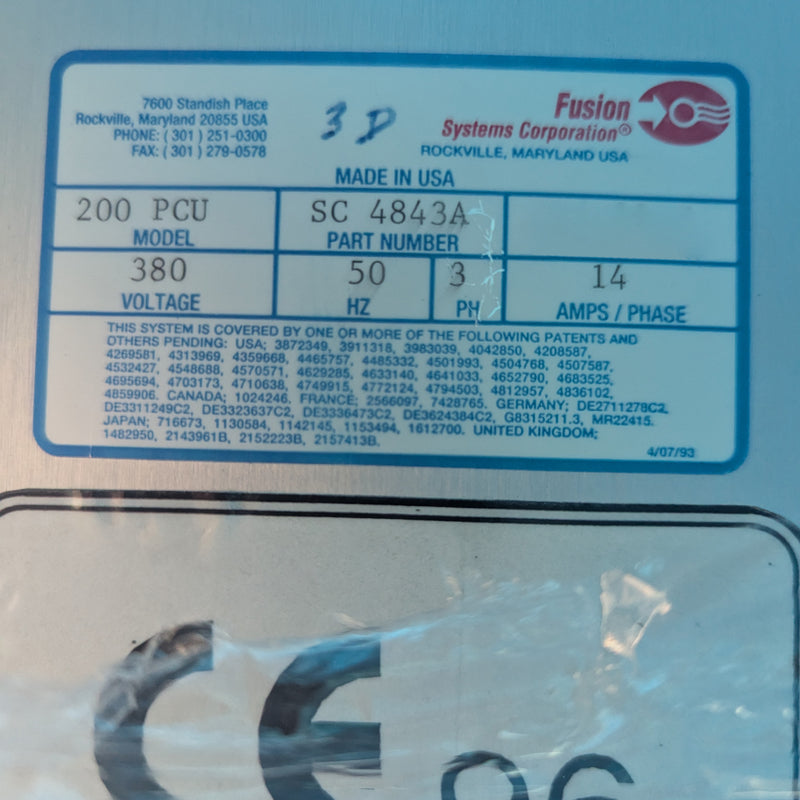 7600 Standish Place
Rockville, Maryland 20855 USA
PHONE: ( 301 ) 251-0300
FAX: ( 301 ) 279-0578
3 D
Fusion
Systems Corporation®
ROCKVILLE, MARYLAND USA
MADE IN USA
200 PCU SC 4843A
MODEL PART NUMBER
380 50 3 14
VOLTAGE HZ PH AMPS / PHASE
THIS SYSTEM IS COVERED BY ONE OR MORE OF THE FOLLOWING PATENTS AND
OTHERS PENDING: USA; 3872349, 3911318, 3983039, 4042850, 4208587,
4269581, 4313969, 4359668, 4465757, 4485332, 4501993, 4504768, 4507587,
4532427, 4548688, 4570571, 4629285, 4633140, 4641033, 4652790, 4683525,
4695694, 4703173, 4710638, 4749915, 4772124, 4794503, 4812957, 4836102,
4859906. CANADA; 1024246. FRANCE; 2566097, 7428765. GERMANY; DE2711278C2,
DE3311249C2, DE3323637C2, DE3336473C2, DE3624384C2, G8315211.3, MR22415.
JAPAN; 716673, 1130584, 1142145, 1153494, 1612700. UNITED KINGDOM;
1482950, 2143961B, 2152223B, 2157413B.
4/07/93
CE 96